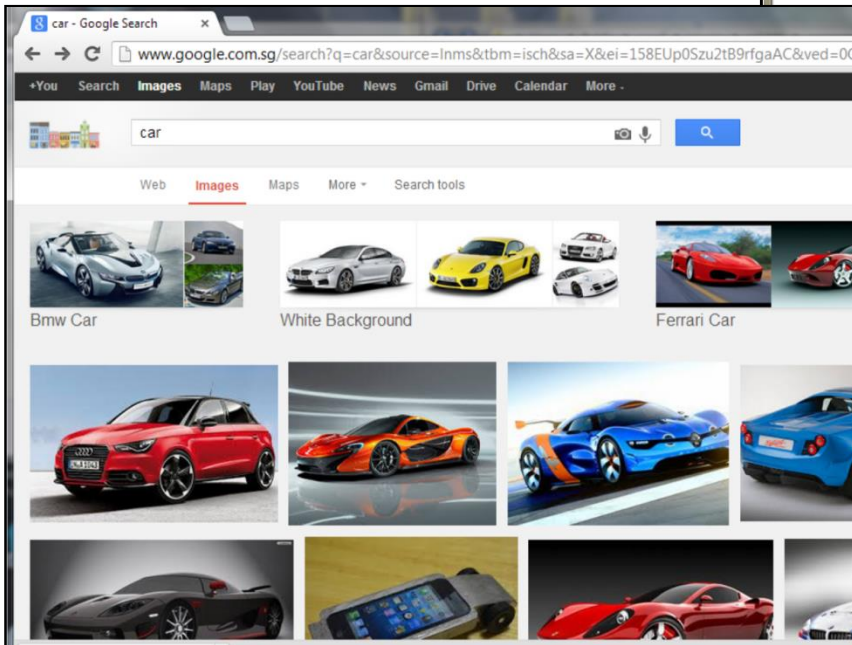 car - Google Search
www.google.com.sg/search?q=car&source=lnms&tbm=isch&sa=X&ei=158EUp0Szu2tB9rfgaAC&ved=0
+You Search Images Maps Play YouTube News Gmail Drive Calendar More
car
Web Images Maps More Search tools
Bmw Car White Background Ferrari Car